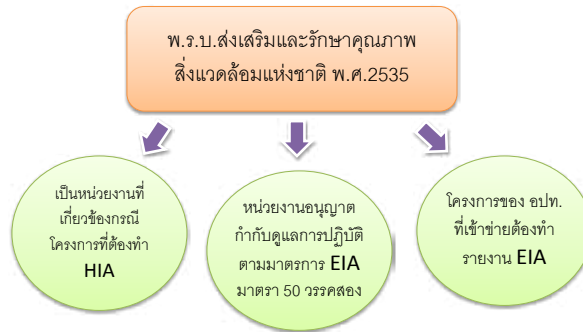 พ.ร.บ.ส่งเสริมและรักษาคุณภาพ
สิ่งแวดล้อมแห่งชาติ พ.ศ.2535
เป็นหน่วยงานที่
เกี่ยวข้องกรณี
โครงการที่ต้องทำ
HIA
หน่วยงานอนุญาต
กำกับดูแลการปฏิบัติ
ตามมาตรการ EIA
มาตรา 50 วรรคสอง
โครงการของ อปท.
ที่เข้าข่ายต้องทำ
รายงาน EIA